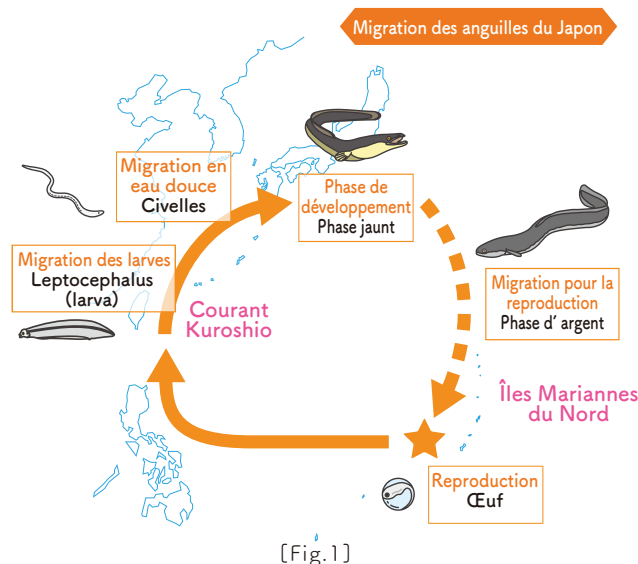 Migration des anguilles du Japon
Migration en
eau douce
Civelles
Phase de
développement
Phase jaunt
Migration des larves
Leptocephalus
(larva)
Migration pour la
reproduction
Phase d' argent
Courant
Kuroshio
Îles Mariannes
du Nord
Reproduction
Œuf
[Fig.1]